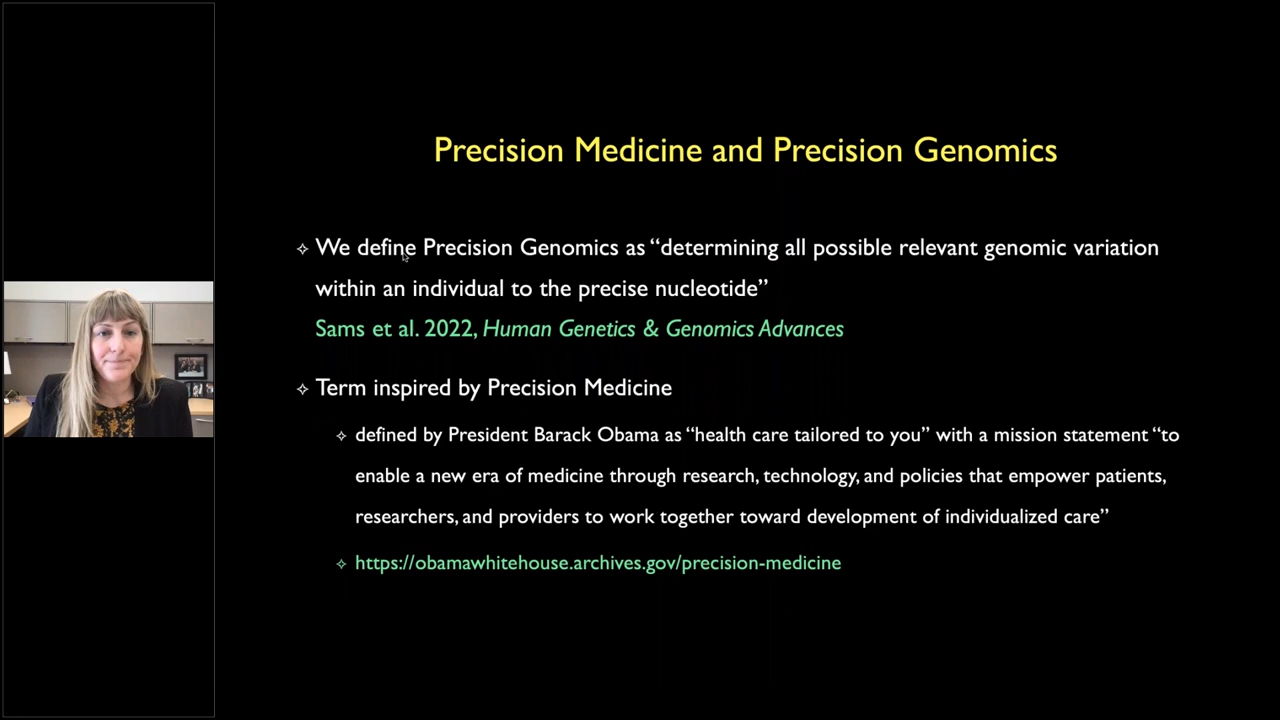 Precision Medicine and Precision Genomics
✧ We define Precision Genomics as “determining all possible relevant genomic variation
within an individual to the precise nucleotide”
Sams et al. 2022, Human Genetics & Genomics Advances
✧ Term inspired by Precision Medicine
✧ defined by President Barack Obama as “health care tailored to you” with a mission statement “to
enable a new era of medicine through research, technology, and policies that empower patients,
researchers, and providers to work together toward development of individualized care”
✧ https://obamawhitehouse.archives.gov/precision-medicine